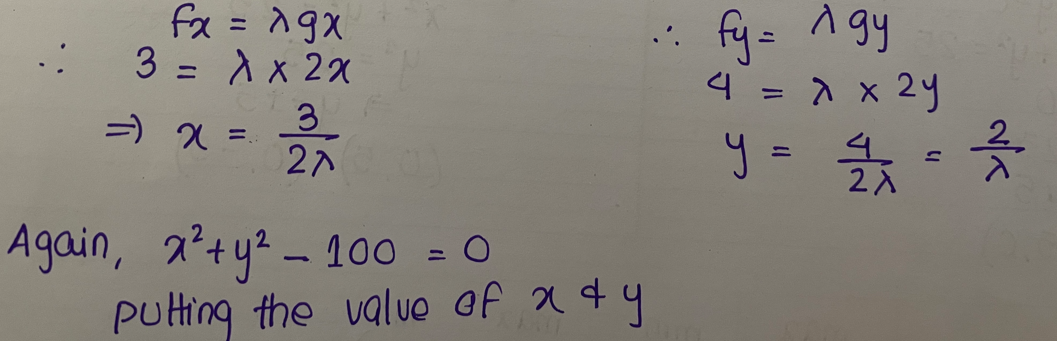 fx = λgx
∴ 3 = λ × 2x
⇒ x = 3/2λ
∴ fy = λgy
4 = λ × 2y
y = 4/2λ = 2/λ
Again, x² + y² − 100 = 0
putting the value of x & y